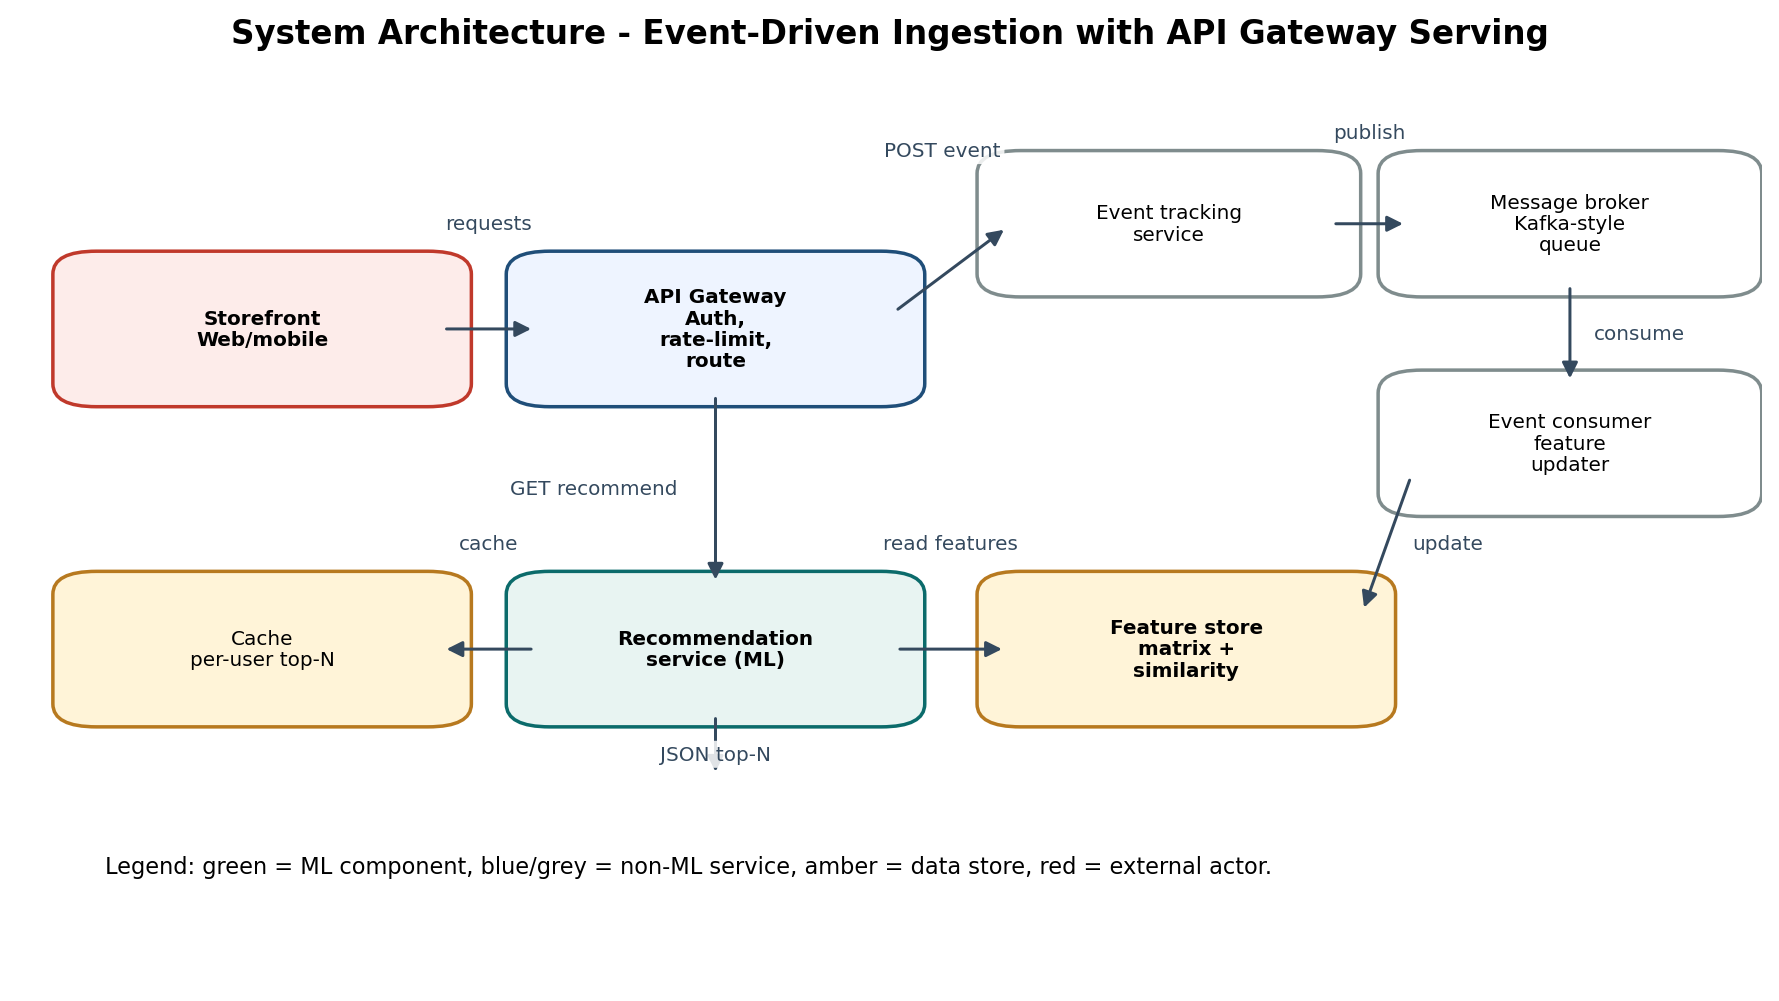 System Architecture - Event-Driven Ingestion with API Gateway Serving
publish
POST event
Event tracking
service
Message broker
Kafka-style
queue
requests
Storefront
Web/mobile
API Gateway
Auth,
rate-limit,
route
consume
Event consumer
feature
updater
GET recommend
cache
read features
update
Cache
per-user top-N
Recommendation
service (ML)
Feature store
matrix +
similarity
JSON top-N
Legend: green = ML component, blue/grey = non-ML service, amber = data store, red = external actor.